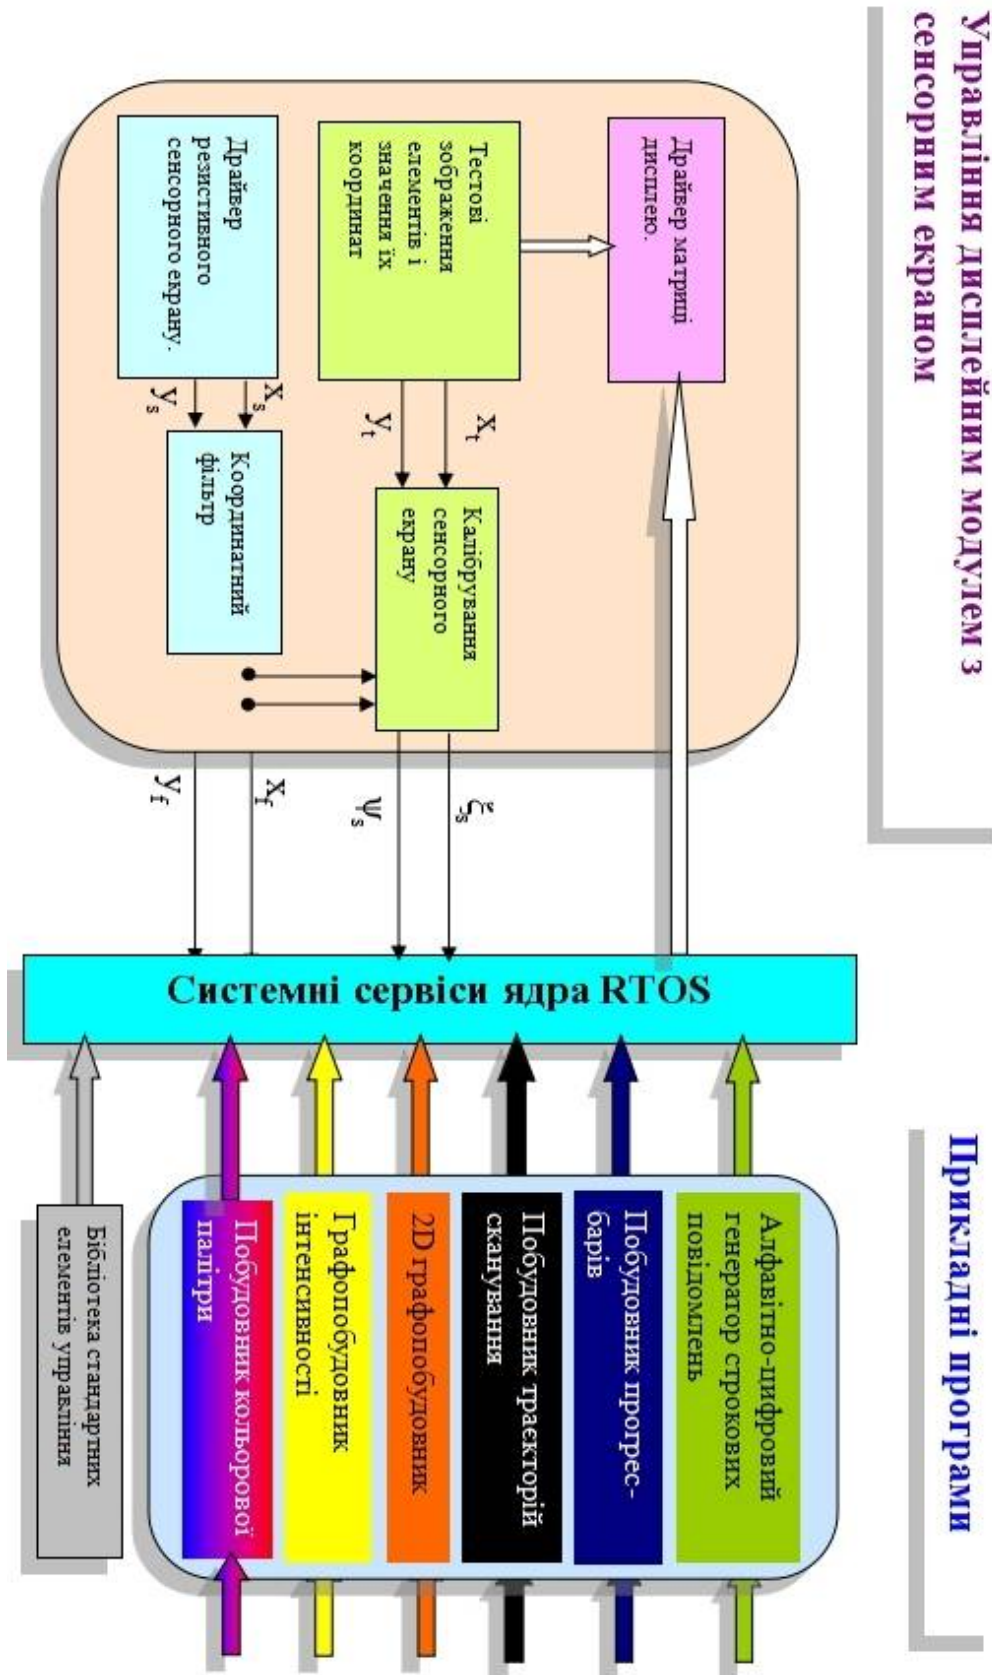 Управління дисплейним модулем з
сенсорним екраном
Драйвер матриці
дисплею.
Тестові
зображення
елементів і
значення їх
координат
Драйвер
резистивного
сенсорного екрану.
xₜ
yₜ
xₛ
yₛ
Калібрування
сенсорного
екрану
Координатний
фільтр
ξₛ
ψₛ
x_f
y_f
Системні сервіси ядра RTOS
Прикладні програми
Алфавітно-цифровий
генератор строкових
повідомлень
Побудовник прогрес-
барів
Побудовник траєкторій
сканування
2D графопобудовник
Графопобудовник
інтенсивності
Побудовник кольорової
палітри
Бібліотека стандартних
елементів управління